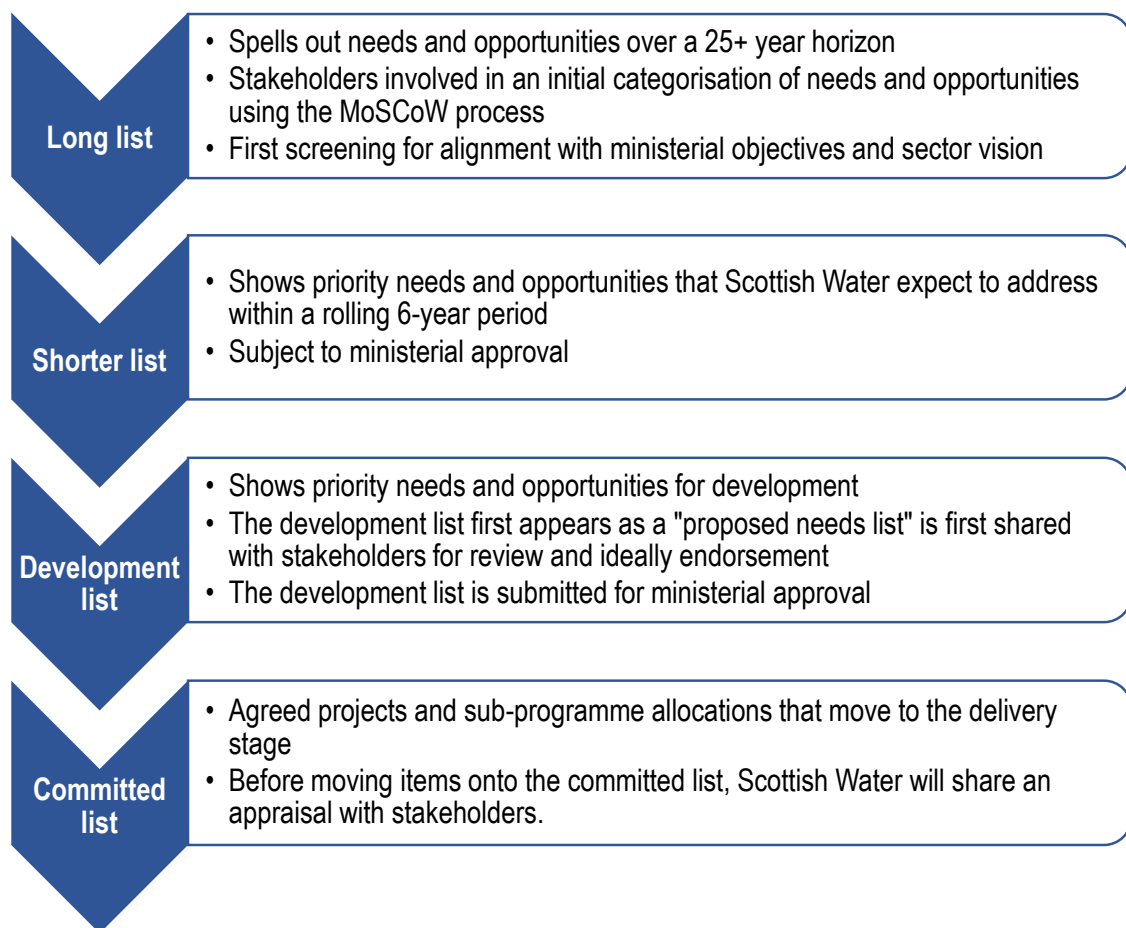 Long list
• Spells out needs and opportunities over a 25+ year horizon
• Stakeholders involved in an initial categorisation of needs and opportunities
using the MoSCoW process
• First screening for alignment with ministerial objectives and sector vision
Shorter list
• Shows priority needs and opportunities that Scottish Water expect to address
within a rolling 6-year period
• Subject to ministerial approval
Development
list
• Shows priority needs and opportunities for development
• The development list first appears as a "proposed needs list" is first shared
with stakeholders for review and ideally endorsement
• The development list is submitted for ministerial approval
Committed
list
• Agreed projects and sub-programme allocations that move to the delivery
stage
• Before moving items onto the committed list, Scottish Water will share an
appraisal with stakeholders.